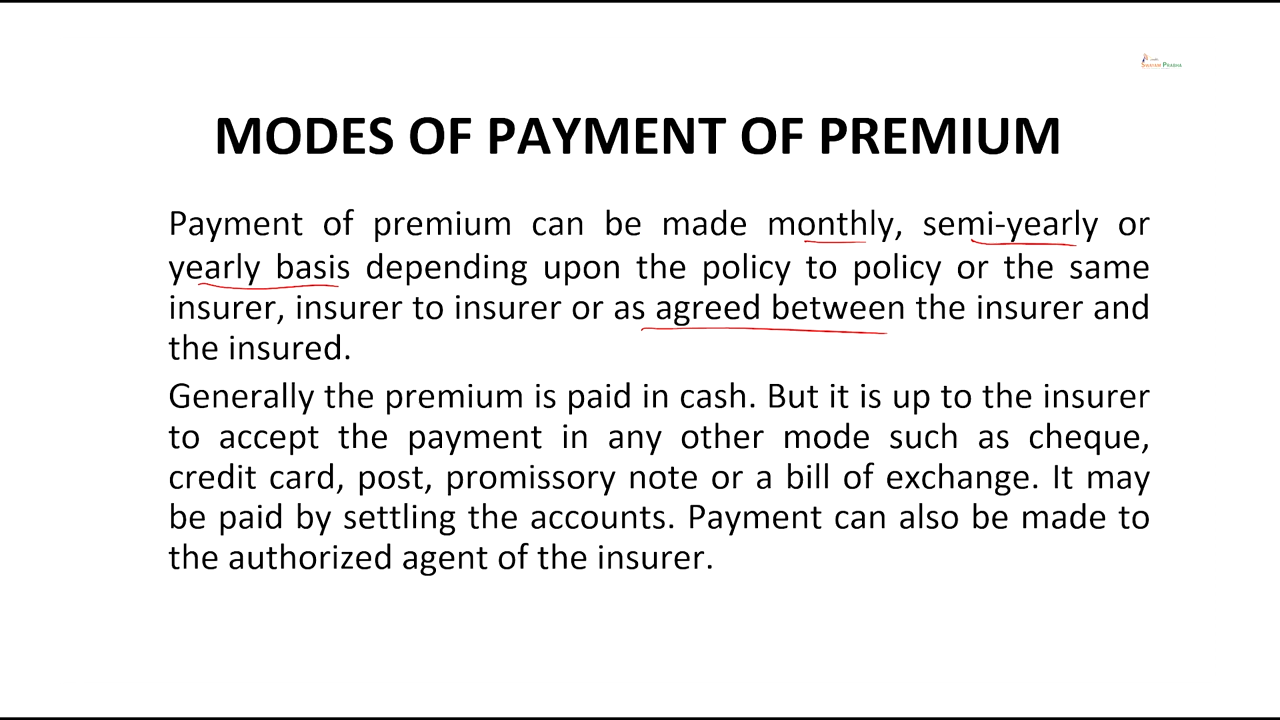 SWAYAM PRABHA
MODES OF PAYMENT OF PREMIUM
Payment of premium can be made monthly, semi-yearly or
yearly basis depending upon the policy to policy or the same
insurer, insurer to insurer or as agreed between the insurer and
the insured.
Generally the premium is paid in cash. But it is up to the insurer
to accept the payment in any other mode such as cheque,
credit card, post, promissory note or a bill of exchange. It may
be paid by settling the accounts. Payment can also be made to
the authorized agent of the insurer.